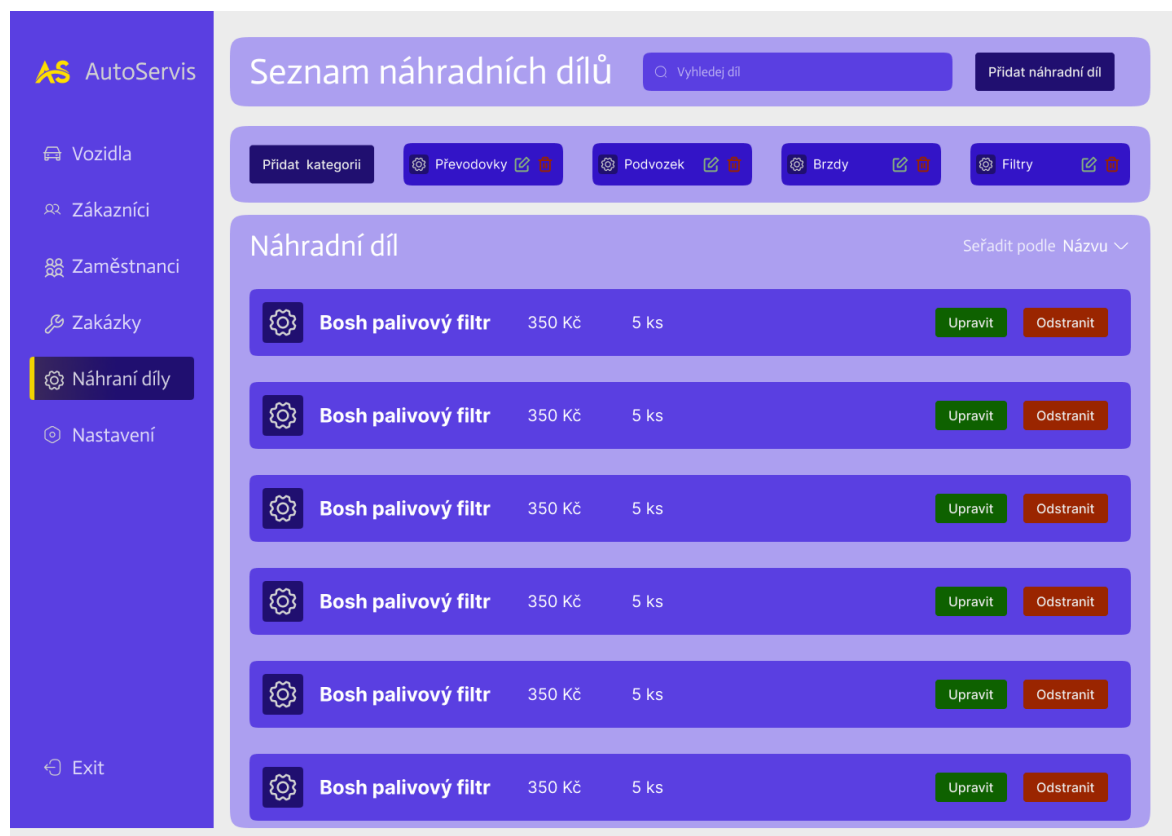 AS AutoServis
Vozidla
Zákazníci
Zaměstnanci
Zakázky
Náhraní díly
Nastavení
Exit
Seznam náhradních dílů
Vyhledej díl
Přidat náhradní díl
Přidat kategorii
Převodovky
Podvozek
Brzdy
Filtry
Náhradní díl
Seřadit podle Názvu
Bosh palivový filtr 350 Kč 5 ks Upravit Odstranit
Bosh palivový filtr 350 Kč 5 ks Upravit Odstranit
Bosh palivový filtr 350 Kč 5 ks Upravit Odstranit
Bosh palivový filtr 350 Kč 5 ks Upravit Odstranit
Bosh palivový filtr 350 Kč 5 ks Upravit Odstranit
Bosh palivový filtr 350 Kč 5 ks Upravit Odstranit